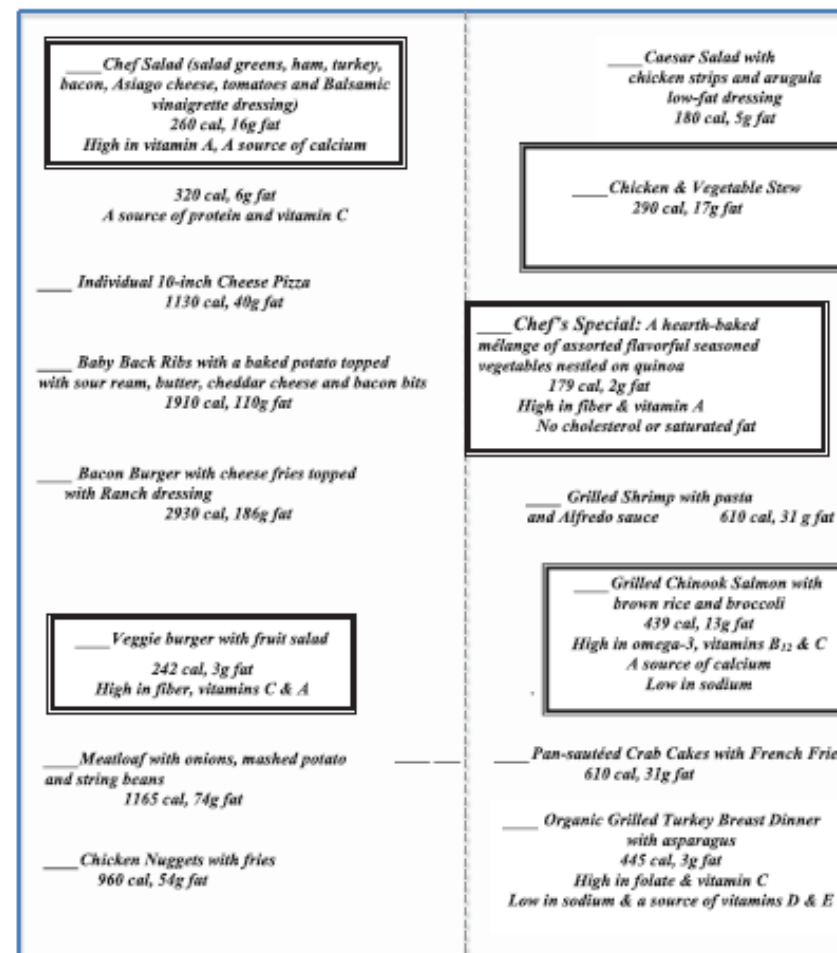 ____Chef Salad (salad greens, ham, turkey,
bacon, Asiago cheese, tomatoes and Balsamic
vinaigrette dressing)
260 cal, 16g fat
High in vitamin A, A source of calcium
320 cal, 6g fat
A source of protein and vitamin C
____ Individual 10-inch Cheese Pizza
1130 cal, 40g fat
____ Baby Back Ribs with a baked potato topped
with sour ream, butter, cheddar cheese and bacon bits
1910 cal, 110g fat
____ Bacon Burger with cheese fries topped
with Ranch dressing
2930 cal, 186g fat
____Veggie burger with fruit salad
242 cal, 3g fat
High in fiber, vitamins C & A
____Meatloaf with onions, mashed potato
and string beans
1165 cal, 74g fat
____Chicken Nuggets with fries
960 cal, 54g fat
____Caesar Salad with
chicken strips and arugula
low-fat dressing
180 cal, 5g fat
____Chicken & Vegetable Stew
290 cal, 17g fat
____Chef's Special: A hearth-baked
mélange of assorted flavorful seasoned
vegetables nestled on quinoa
179 cal, 2g fat
High in fiber & vitamin A
No cholesterol or saturated fat
____ Grilled Shrimp with pasta
and Alfredo sauce 610 cal, 31 g fat
____Grilled Chinook Salmon with
brown rice and broccoli
439 cal, 13g fat
High in omega-3, vitamins B₁₂ & C
A source of calcium
Low in sodium
____Pan-sautéed Crab Cakes with French Frie
610 cal, 31g fat
____ Organic Grilled Turkey Breast Dinner
with asparagus
445 cal, 3g fat
High in folate & vitamin C
Low in sodium & a source of vitamins D & E